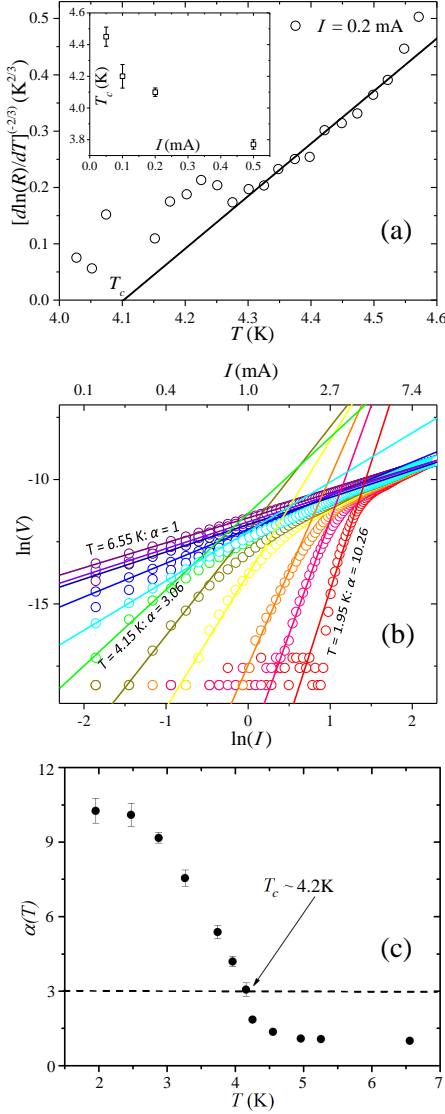 4.6
4.4
4.2
4.0
3.8
T_c (K)
0.0 0.1 0.2 0.3 0.4 0.5
I (mA)
I = 0.2 mA
0.5
0.4
0.3
0.2
0.1
0.0
[dln(R)/dT]^(-2/3) (K^2/3)
T_c
(a)
4.0 4.1 4.2 4.3 4.4 4.5 4.6
T (K)
I (mA)
0.1 0.4 1.0 2.7 7.4
-10
-15
ln(V)
T = 6.55 K: α = 1
T = 4.15 K: α = 3.06
T = 1.95 K: α = 10.26
(b)
-2 -1 0 1 2
ln(I)
12
9
6
3
0
α(T)
T_c ~ 4.2K
(c)
2 3 4 5 6 7
T (K)